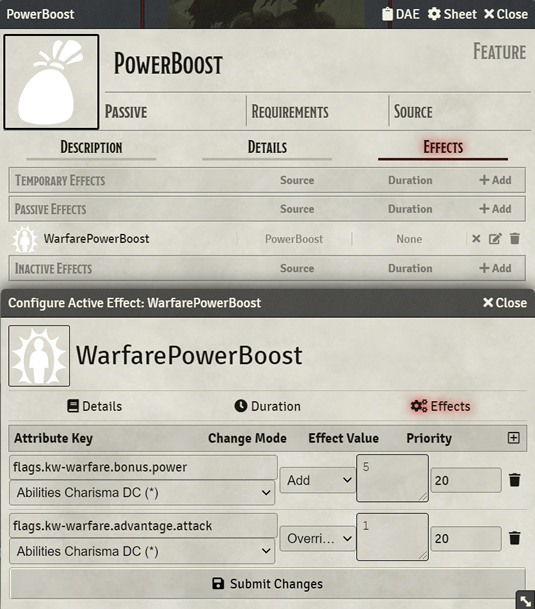 PowerBoost DAE Sheet Close
PowerBoost Feature
Passive Requirements Source
Description Details Effects
Temporary Effects Source Duration Add
Passive Effects Source Duration Add
WarfarePowerBoost PowerBoost None
Inactive Effects Source Duration Add
Configure Active Effect: WarfarePowerBoost Close
WarfarePowerBoost
Details Duration Effects
Attribute Key Change Mode Effect Value Priority
flags.kw-warfare.bonus.power
Abilities Charisma DC (*) Add 5 20
flags.kw-warfare.advantage.attack
Abilities Charisma DC (*) Overri... 1 20
Submit Changes